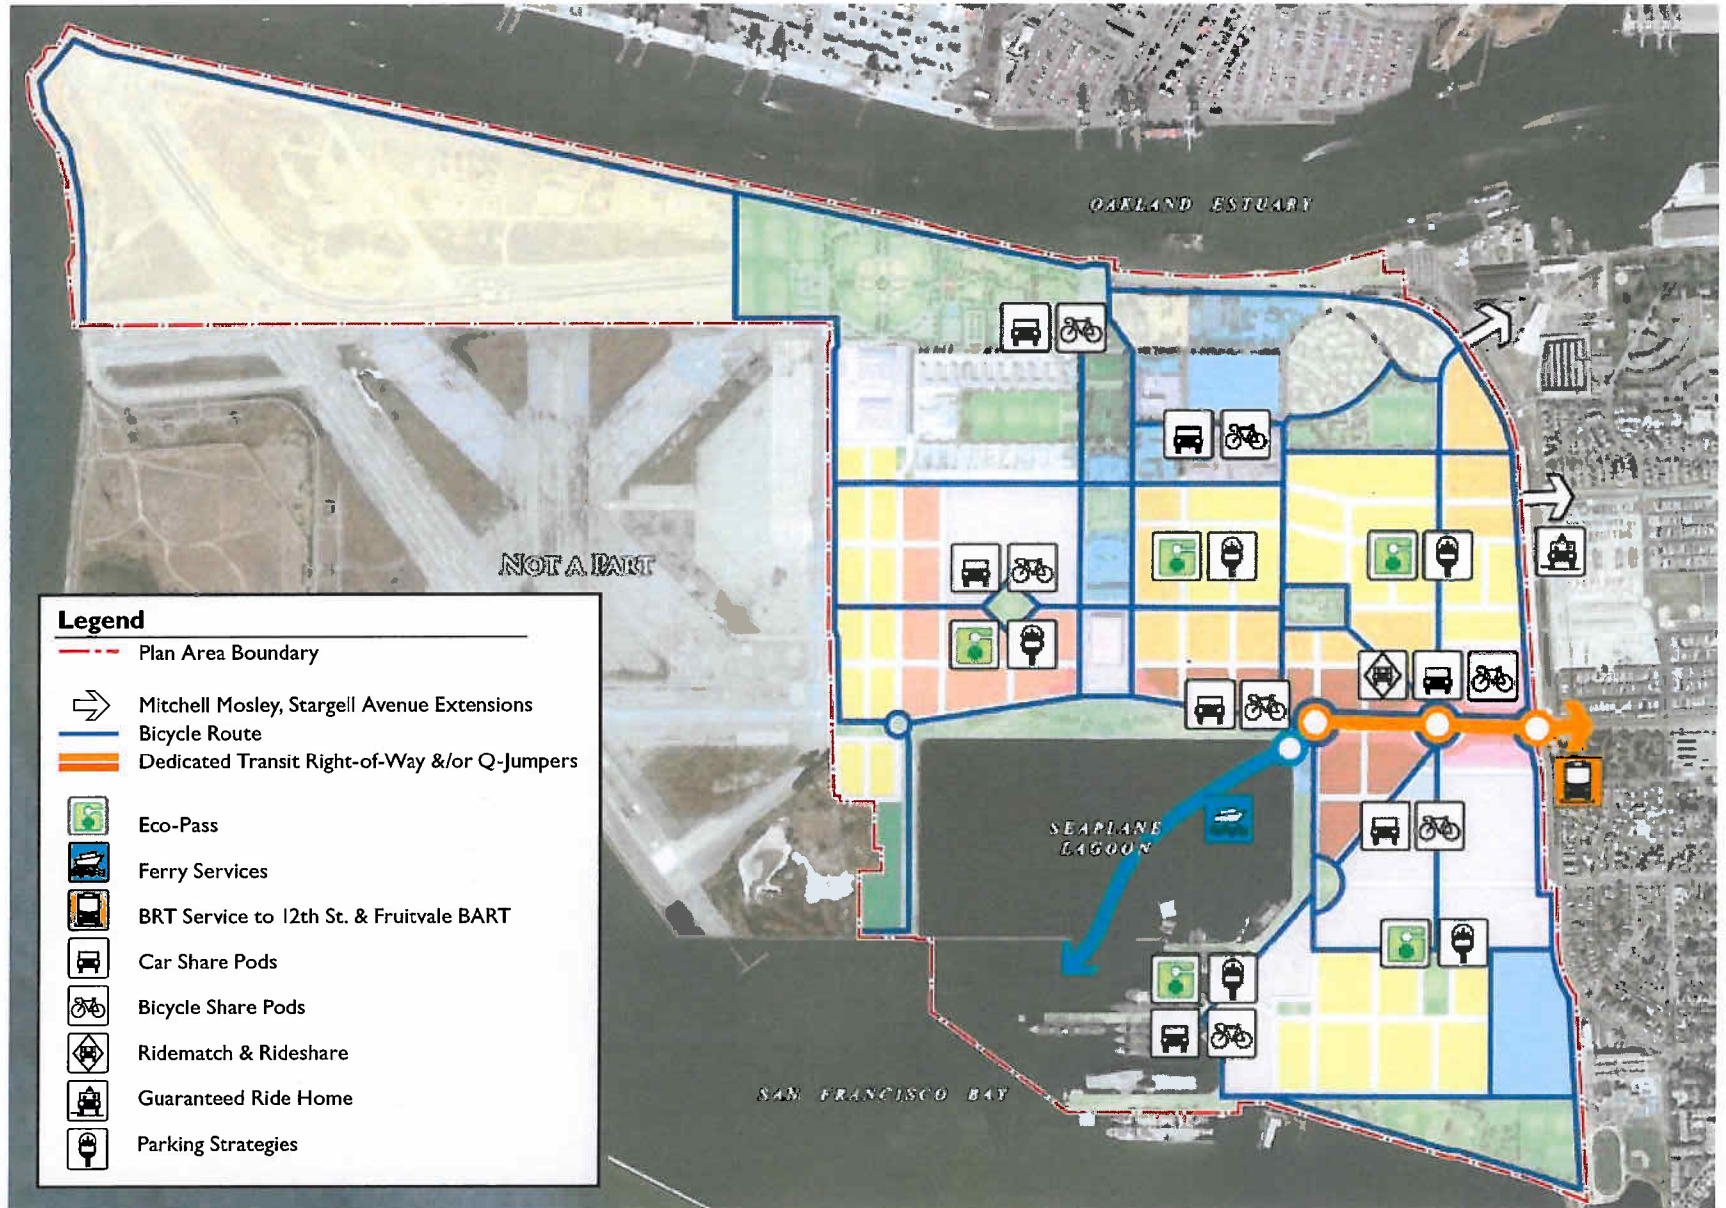 OAKLAND ESTUARY
NOT A PART
Legend
Plan Area Boundary
Mitchell Mosley, Stargell Avenue Extensions
Bicycle Route
Dedicated Transit Right-of-Way &/or Q-Jumpers
Eco-Pass
Ferry Services
BRT Service to 12th St. & Fruitvale BART
Car Share Pods
Bicycle Share Pods
Ridematch & Rideshare
Guaranteed Ride Home
Parking Strategies
SEAPLANE
LAGOON
SAN FRANCISCO BAY